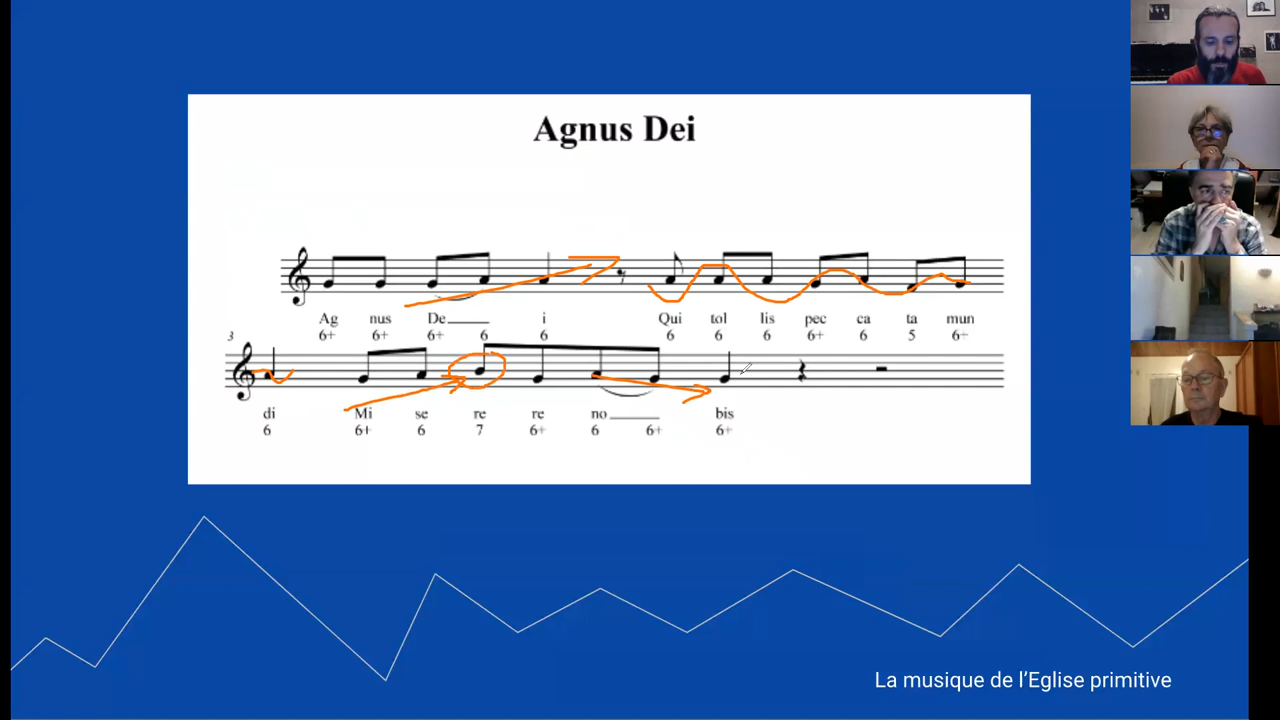 Agnus Dei
Ag nus De____ i Qui tol lis pec ca ta mun
6+ 6+ 6+ 6 6 6 6 6 6+ 6 5 6+
3
di Mi se re re no____ bis
6 6+ 6 7 6+ 6 6+ 6+
La musique de l’Eglise primitive